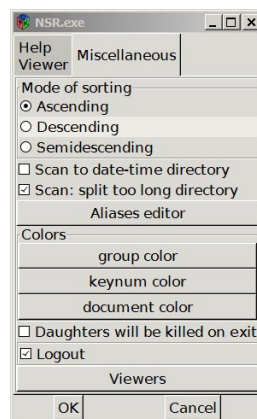 NSR.exe
Help
Viewer
Miscellaneous
Mode of sorting
Ascending
Descending
Semidescending
Scan to date-time directory
Scan: split too long directory
Aliases editor
Colors
group color
keynum color
document color
Daughters will be killed on exit
Logout
Viewers
OK
Cancel